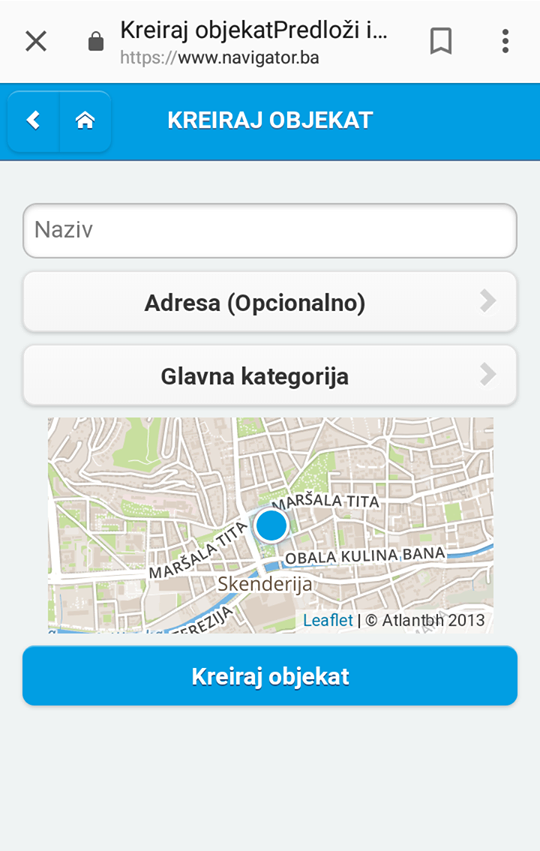 Kreiraj objekatPredloži i…
https://www.navigator.ba
KREIRAJ OBJEKAT
Naziv
Adresa (Opcionalno)
Glavna kategorija
MARŠALA TITA
MARŠALA TITA
OBALA KULINA BANA
Skenderija
TEREZIJA
Leaflet | © Atlantbh 2013
Kreiraj objekat